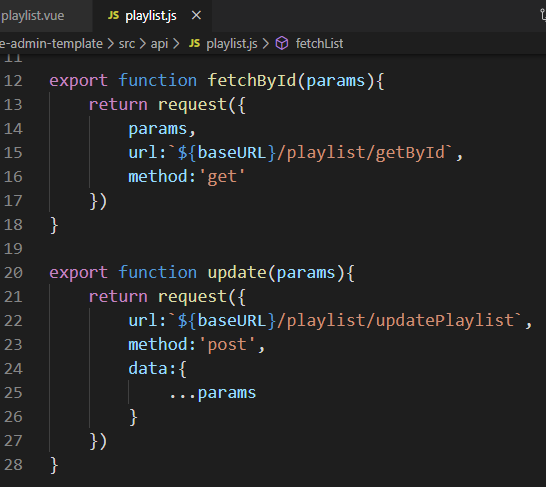 playlist.vue
JS playlist.js ×
e-admin-template > src > api > JS playlist.js > fetchList
11
12 export function fetchById(params){
13     return request({
14         params,
15         url:`${baseURL}/playlist/getById`,
16         method:'get'
17     })
18 }
19
20 export function update(params){
21     return request({
22         url:`${baseURL}/playlist/updatePlaylist`,
23         method:'post',
24         data:{
25             ...params
26         }
27     })
28 }